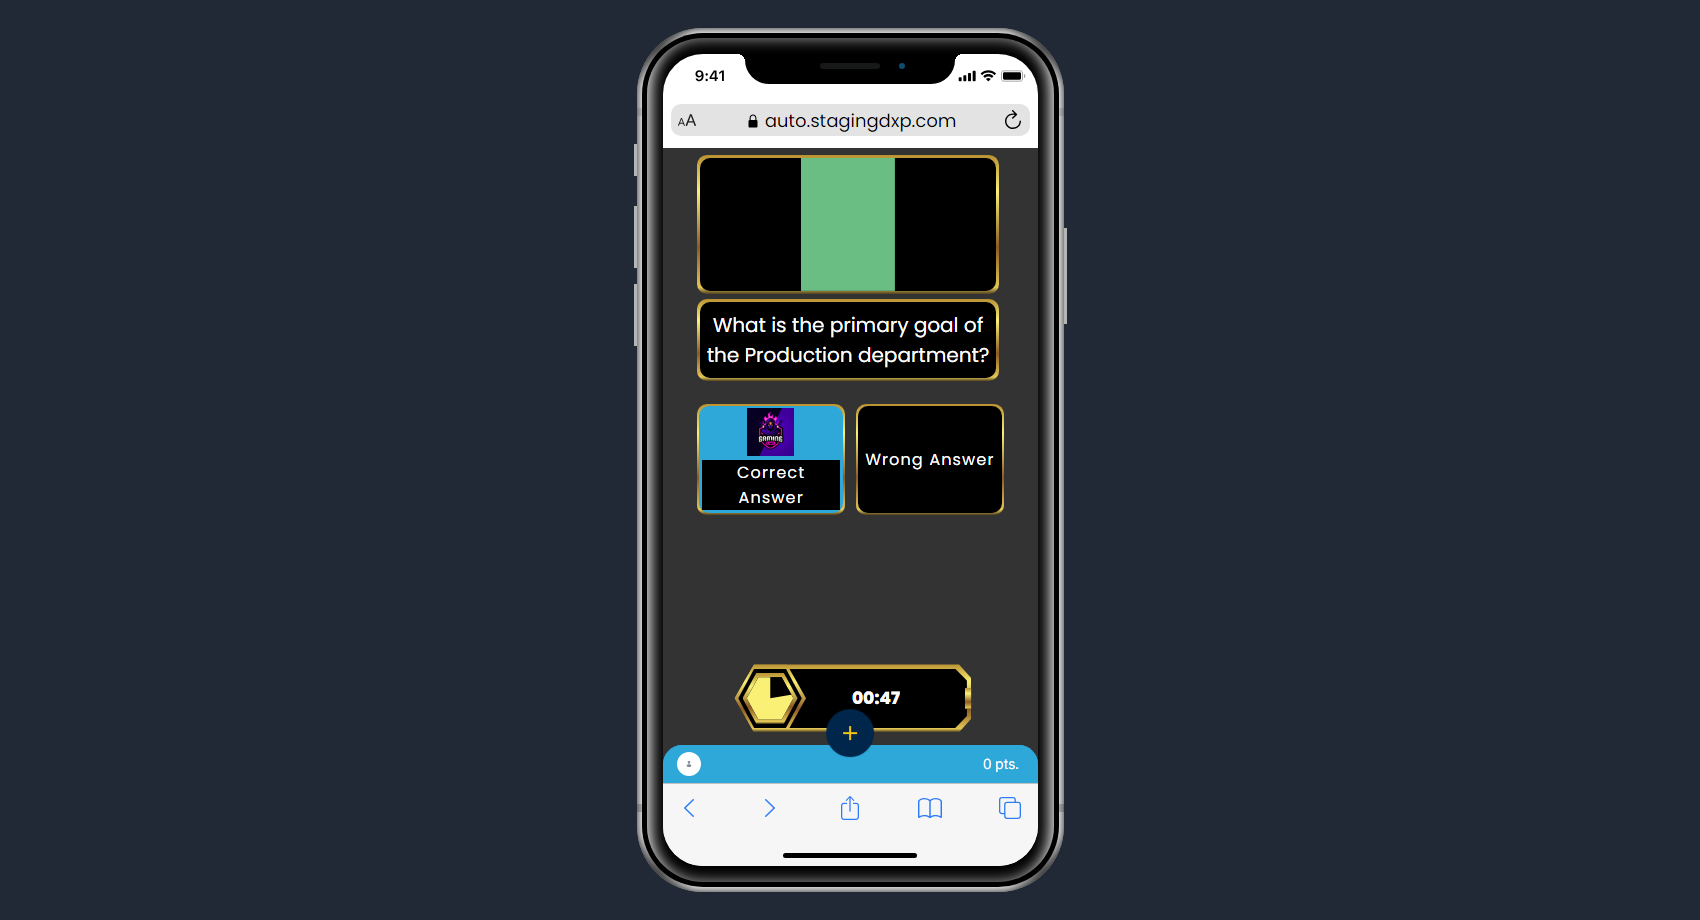 9:41
AA
auto.stagingdxp.com
What is the primary goal of
the Production department?
GAMING
Correct
Answer
Wrong Answer
00:47
+
0 pts.